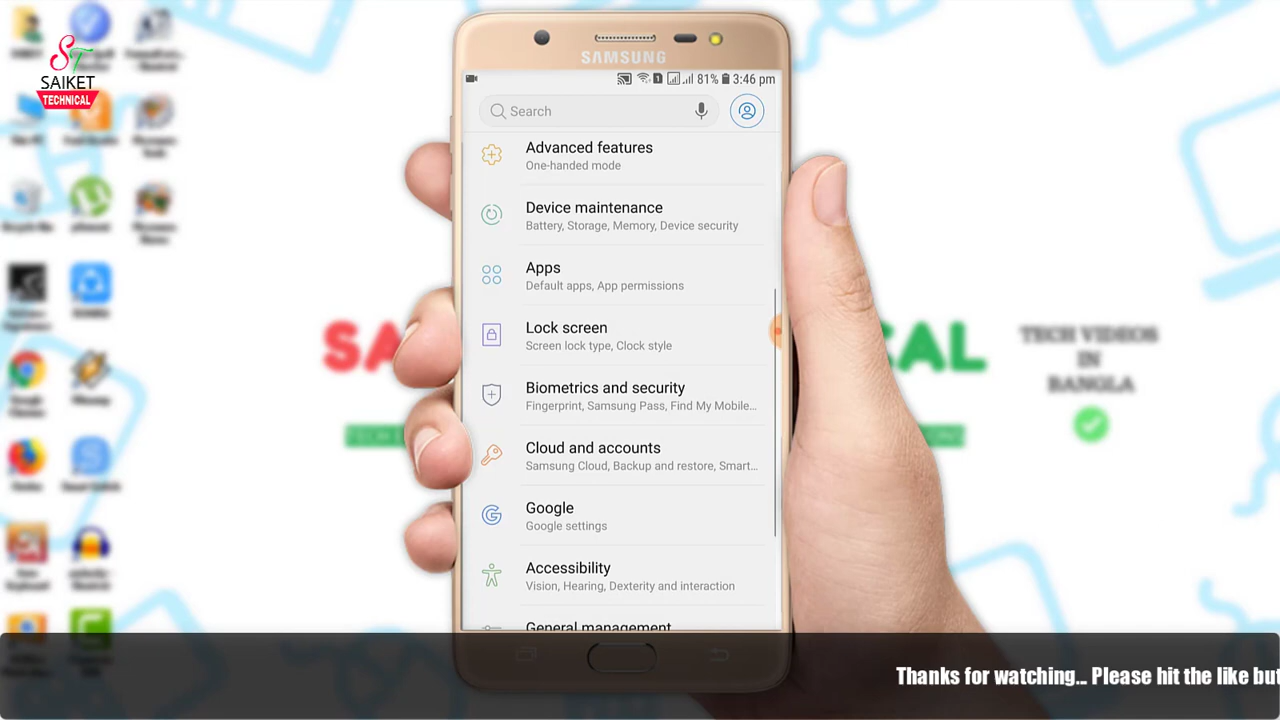 SAIKET
TECHNICAL
SAMSUNG
81% 3:46 pm
Search
Advanced features
One-handed mode
Device maintenance
Battery, Storage, Memory, Device security
Apps
Default apps, App permissions
Lock screen
Screen lock type, Clock style
Biometrics and security
Fingerprint, Samsung Pass, Find My Mobile...
Cloud and accounts
Samsung Cloud, Backup and restore, Smart...
Google
Google settings
Accessibility
Vision, Hearing, Dexterity and interaction
General management
SA
CAL
TECH VIDEOS
IN
BANGLA
Thanks for watching... Please hit the like but